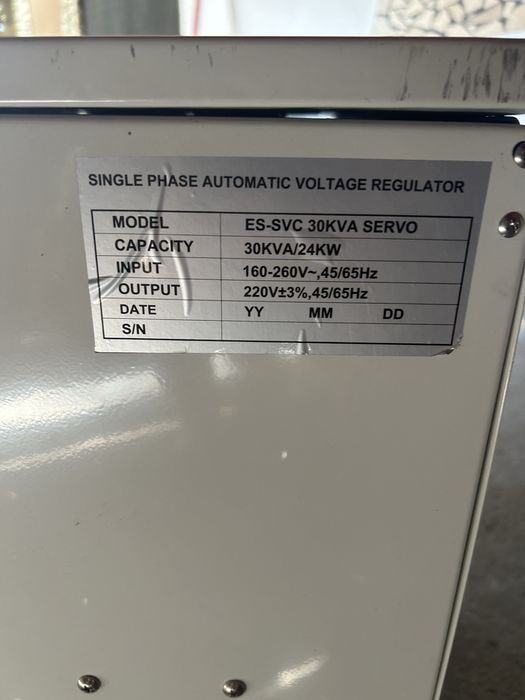 SINGLE PHASE AUTOMATIC VOLTAGE REGULATOR
MODEL ES-SVC 30KVA SERVO
CAPACITY 30KVA/24KW
INPUT 160-260V~,45/65Hz
OUTPUT 220V±3%,45/65Hz
DATE YY MM DD
S/N